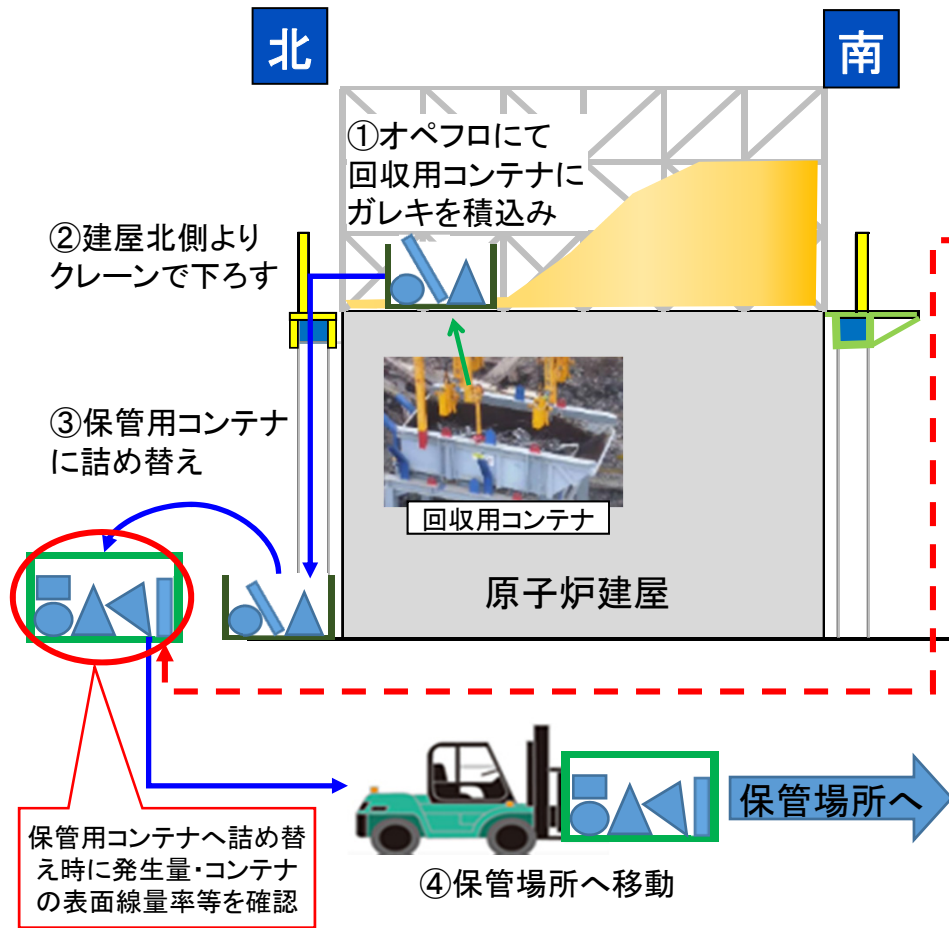 北
南
①オペフロにて
回収用コンテナに
ガレキを積込み
②建屋北側より
クレーンで下ろす
③保管用コンテナ
に詰め替え
回収用コンテナ
原子炉建屋
保管場所へ
④保管場所へ移動
保管用コンテナへ詰め替
え時に発生量・コンテナ
の表面線量率等を確認